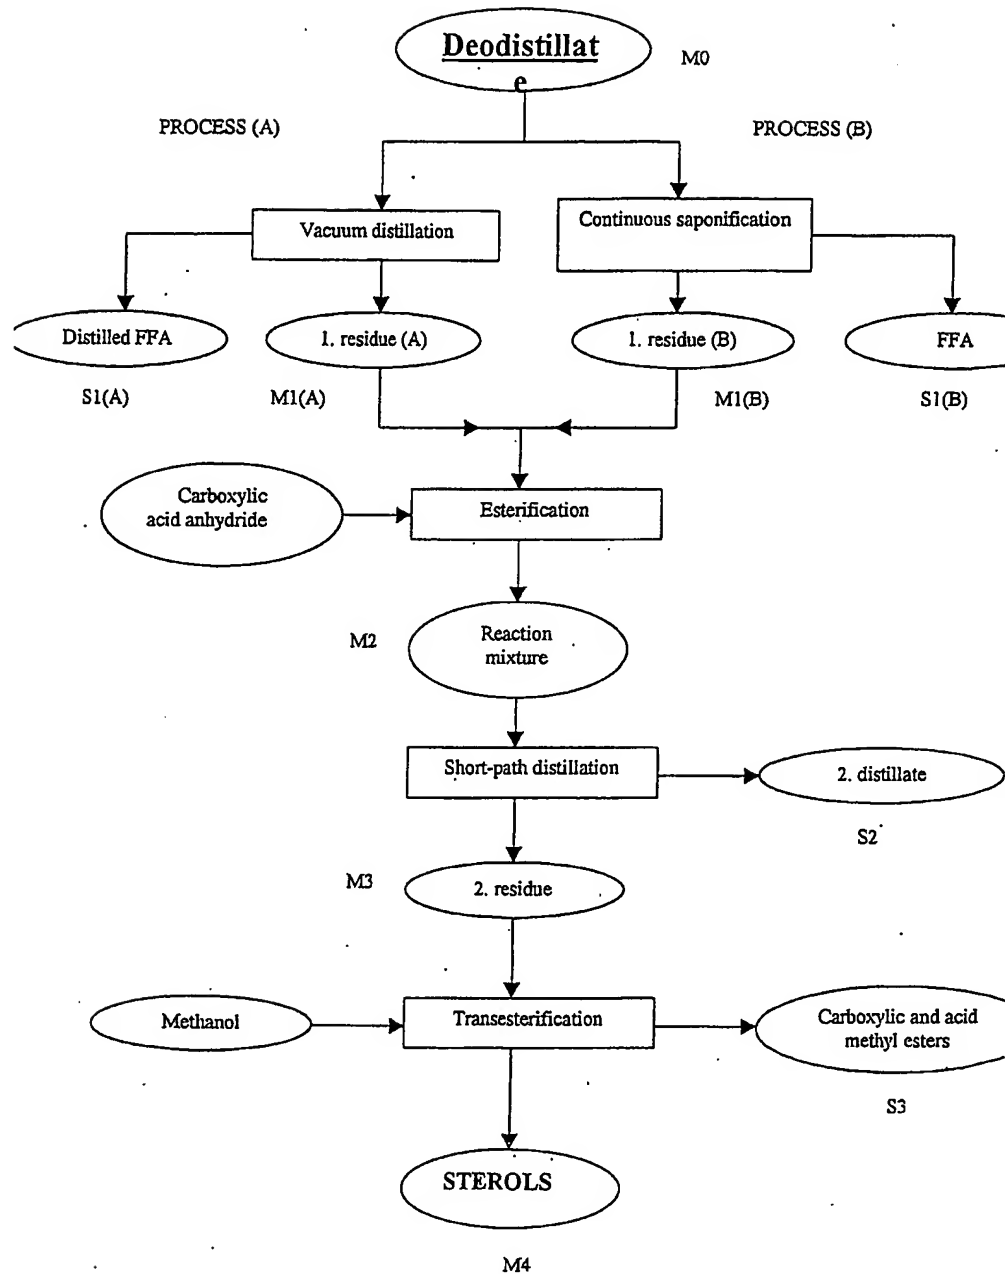 Deodistillat
e
M0
PROCESS (A)
PROCESS (B)
Vacuum distillation
Continuous saponification
Distilled FFA
1. residue (A)
1. residue (B)
FFA
S1(A)
M1(A)
M1(B)
S1(B)
Carboxylic
acid anhydride
Esterification
M2
Reaction
mixture
Short-path distillation
2. distillate
S2
M3
2. residue
Methanol
Transesterification
Carboxylic and acid
methyl esters
S3
STEROLS
M4